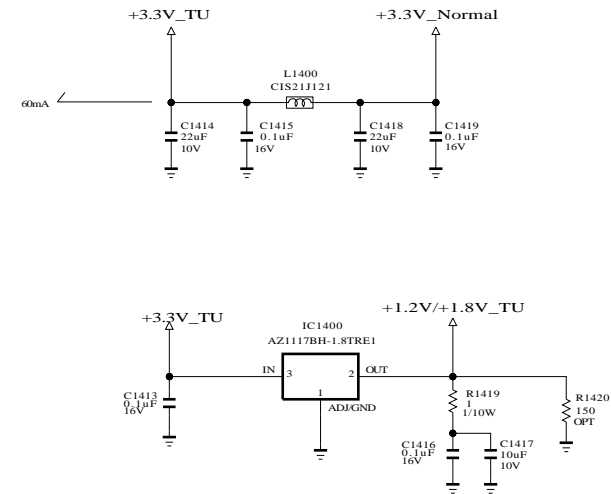 +3.3V_TU
+3.3V_Normal
L1400
CIS21J121
60mA
C1414
22uF
10V
C1415
0.1uF
16V
C1418
22uF
10V
C1419
0.1uF
16V
+3.3V_TU
+1.2V/+1.8V_TU
IC1400
AZ1117BH-1.8TRE1
IN
3
2
OUT
1
ADJ/GND
C1413
0.1uF
16V
R1419
1
1/10W
R1420
150
OPT
C1416
0.1uF
16V
C1417
10uF
10V